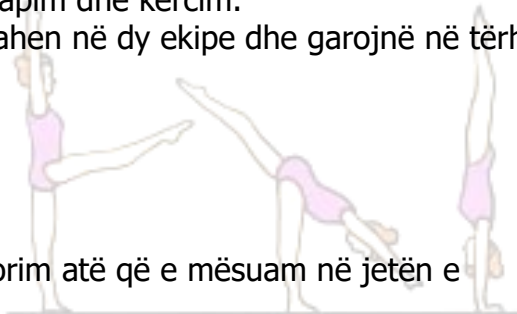 apim dhe kërcim.
ahen në dy ekipe dhe garojnë në tërh
orim atë që e mësuam në jetën e